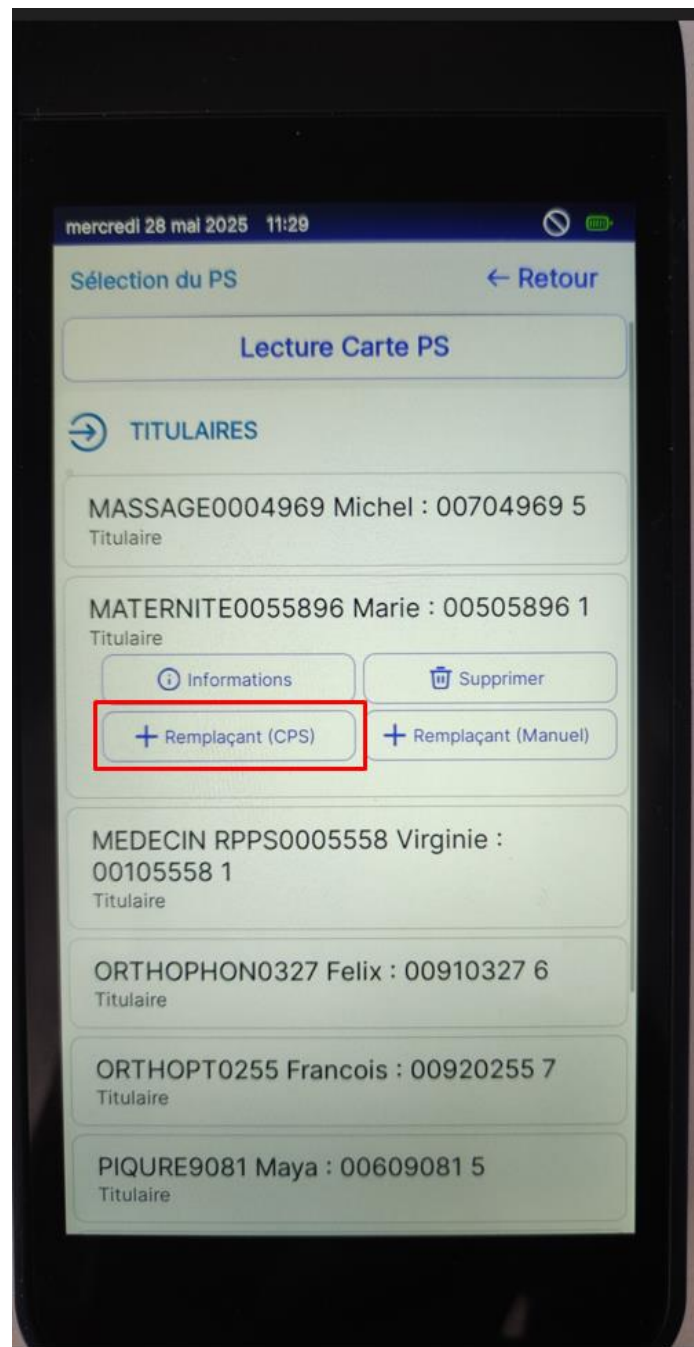 mercredi 28 mai 2025 11:29
Sélection du PS ← Retour
Lecture Carte PS
TITULAIRES
MASSAGE0004969 Michel : 00704969 5
Titulaire
MATERNITE0055896 Marie : 00505896 1
Titulaire
Informations Supprimer
+ Remplaçant (CPS) + Remplaçant (Manuel)
MEDECIN RPPS0005558 Virginie :
00105558 1
Titulaire
ORTHOPHON0327 Felix : 00910327 6
Titulaire
ORTHOPT0255 Francois : 00920255 7
Titulaire
PIQURE9081 Maya : 00609081 5
Titulaire